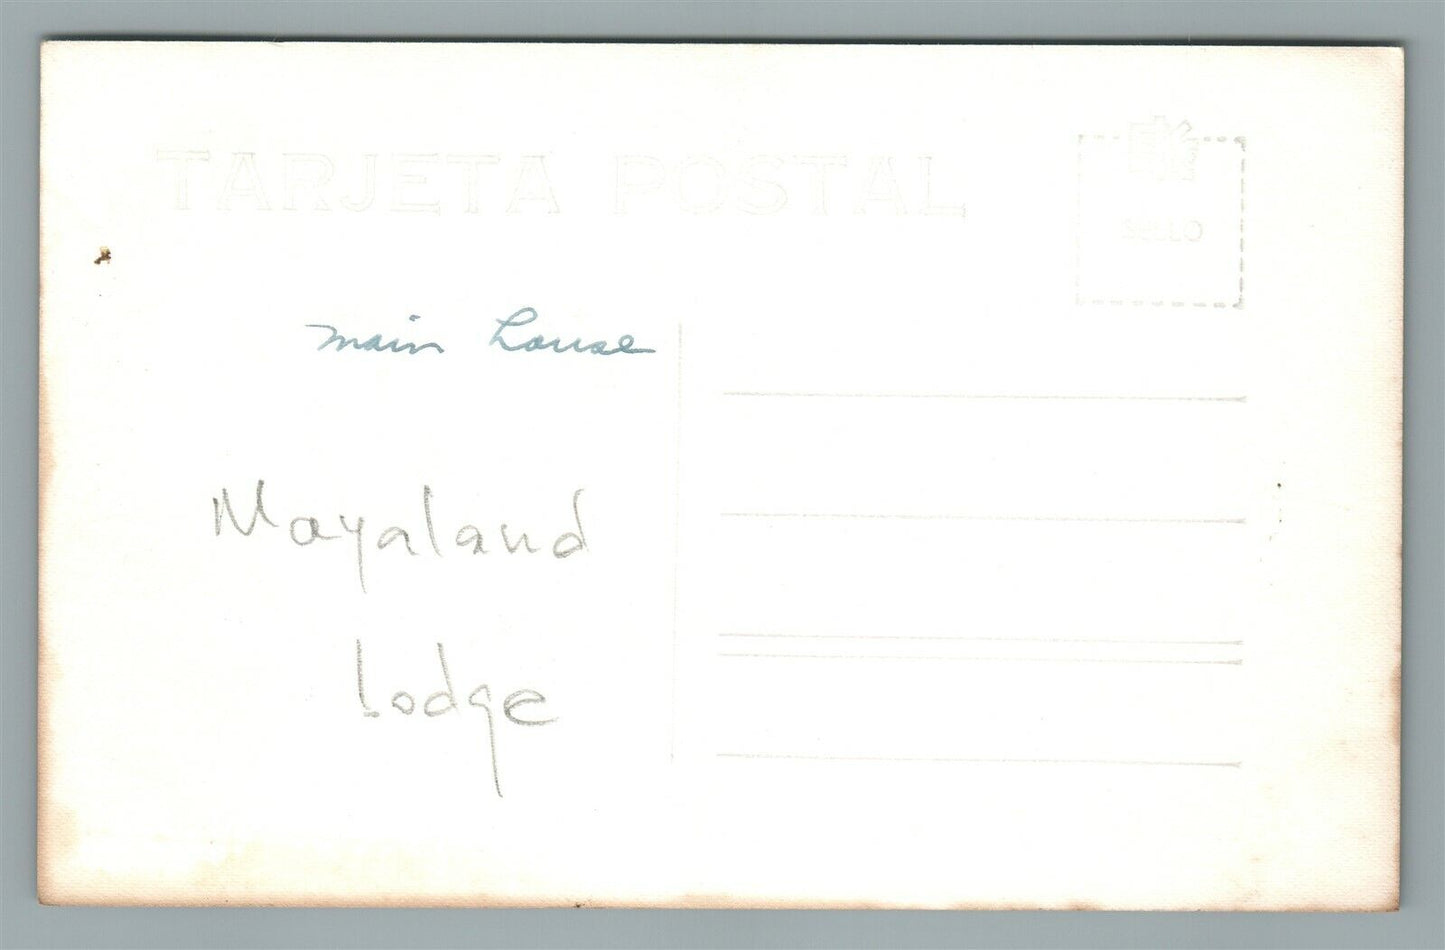 TARJETA POSTAL
SELLO
main house
Mayaland
Lodge